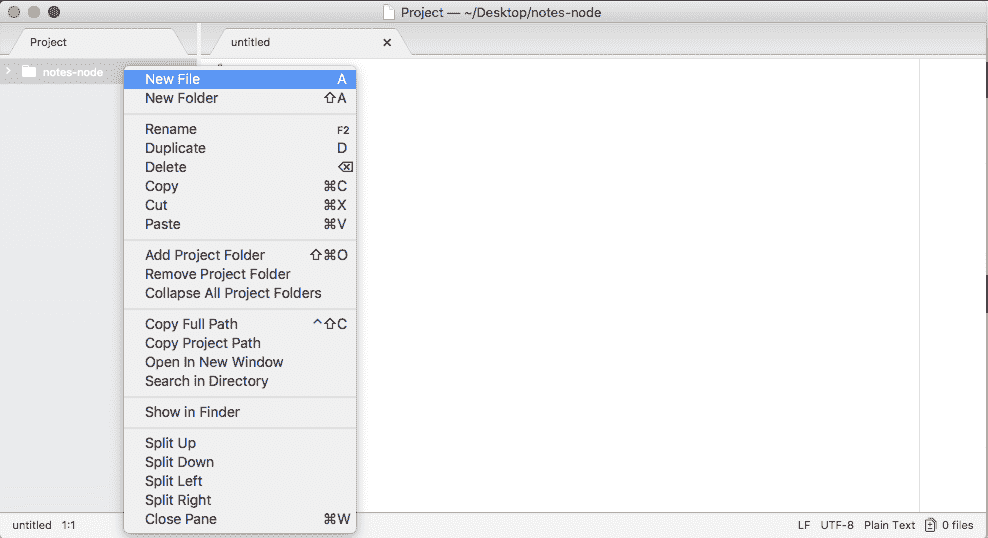 Project — ~/Desktop/notes-node
Project
untitled ×
notes-node
New File A
New Folder ⇧A
Rename F2
Duplicate D
Delete ⌫
Copy ⌘C
Cut ⌘X
Paste ⌘V
Add Project Folder ⇧⌘O
Remove Project Folder
Collapse All Project Folders
Copy Full Path ^⇧C
Copy Project Path
Open In New Window
Search in Directory
Show in Finder
Split Up
Split Down
Split Left
Split Right
Close Pane ⌘W
untitled 1:1
LF UTF-8 Plain Text 0 files